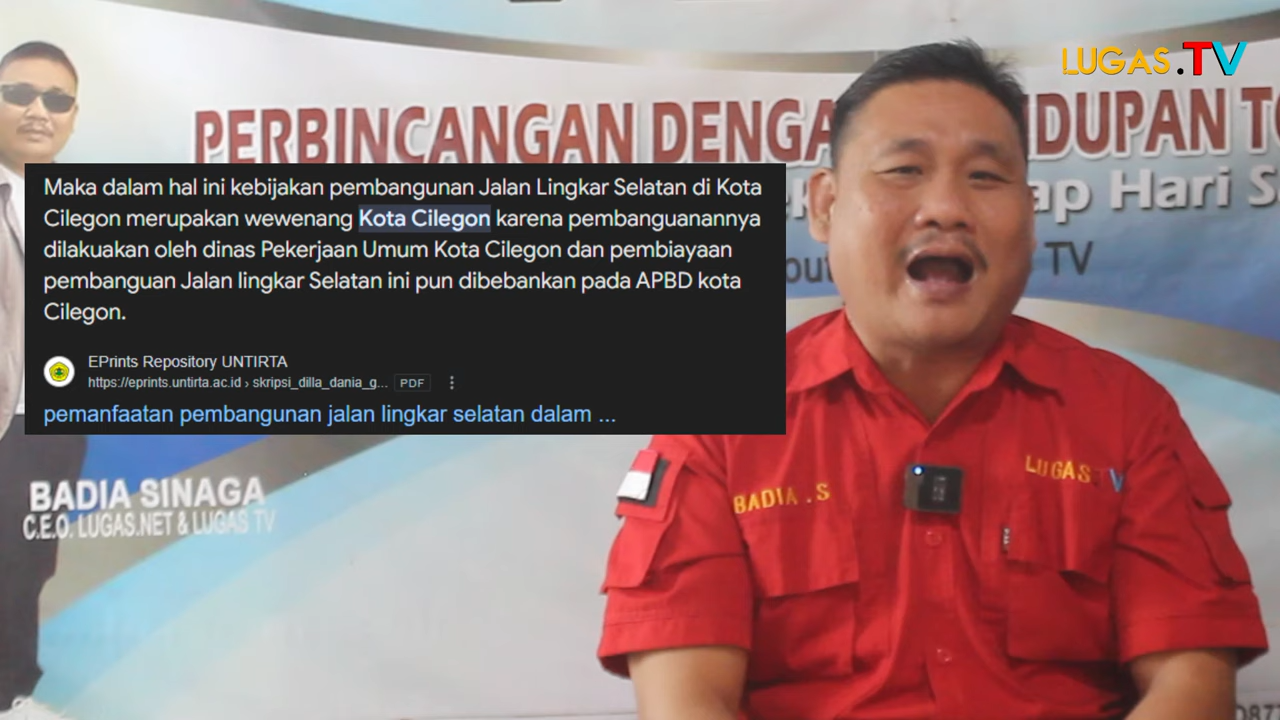 LUGAS.TV
PERBINCANGAN
Maka dalam hal ini kebijakan pembangunan Jalan Lingkar Selatan di Kota
Cilegon merupakan wewenang Kota Cilegon karena pembanguanannya
dilakuakan oleh dinas Pekerjaan Umum Kota Cilegon dan pembiayaan
pembanguan Jalan lingkar Selatan ini pun dibebankan pada APBD kota
Cilegon.
EPrints Repository UNTIRTA
https://eprints.untirta.ac.id › skripsi_dilla_dania_g... PDF
pemanfaatan pembangunan jalan lingkar selatan dalam ...
Hari
TV
BADIA SINAGA
C.E.O. LUGAS.NET & LUGAS TV
BADIA . S
LUGAS.TV